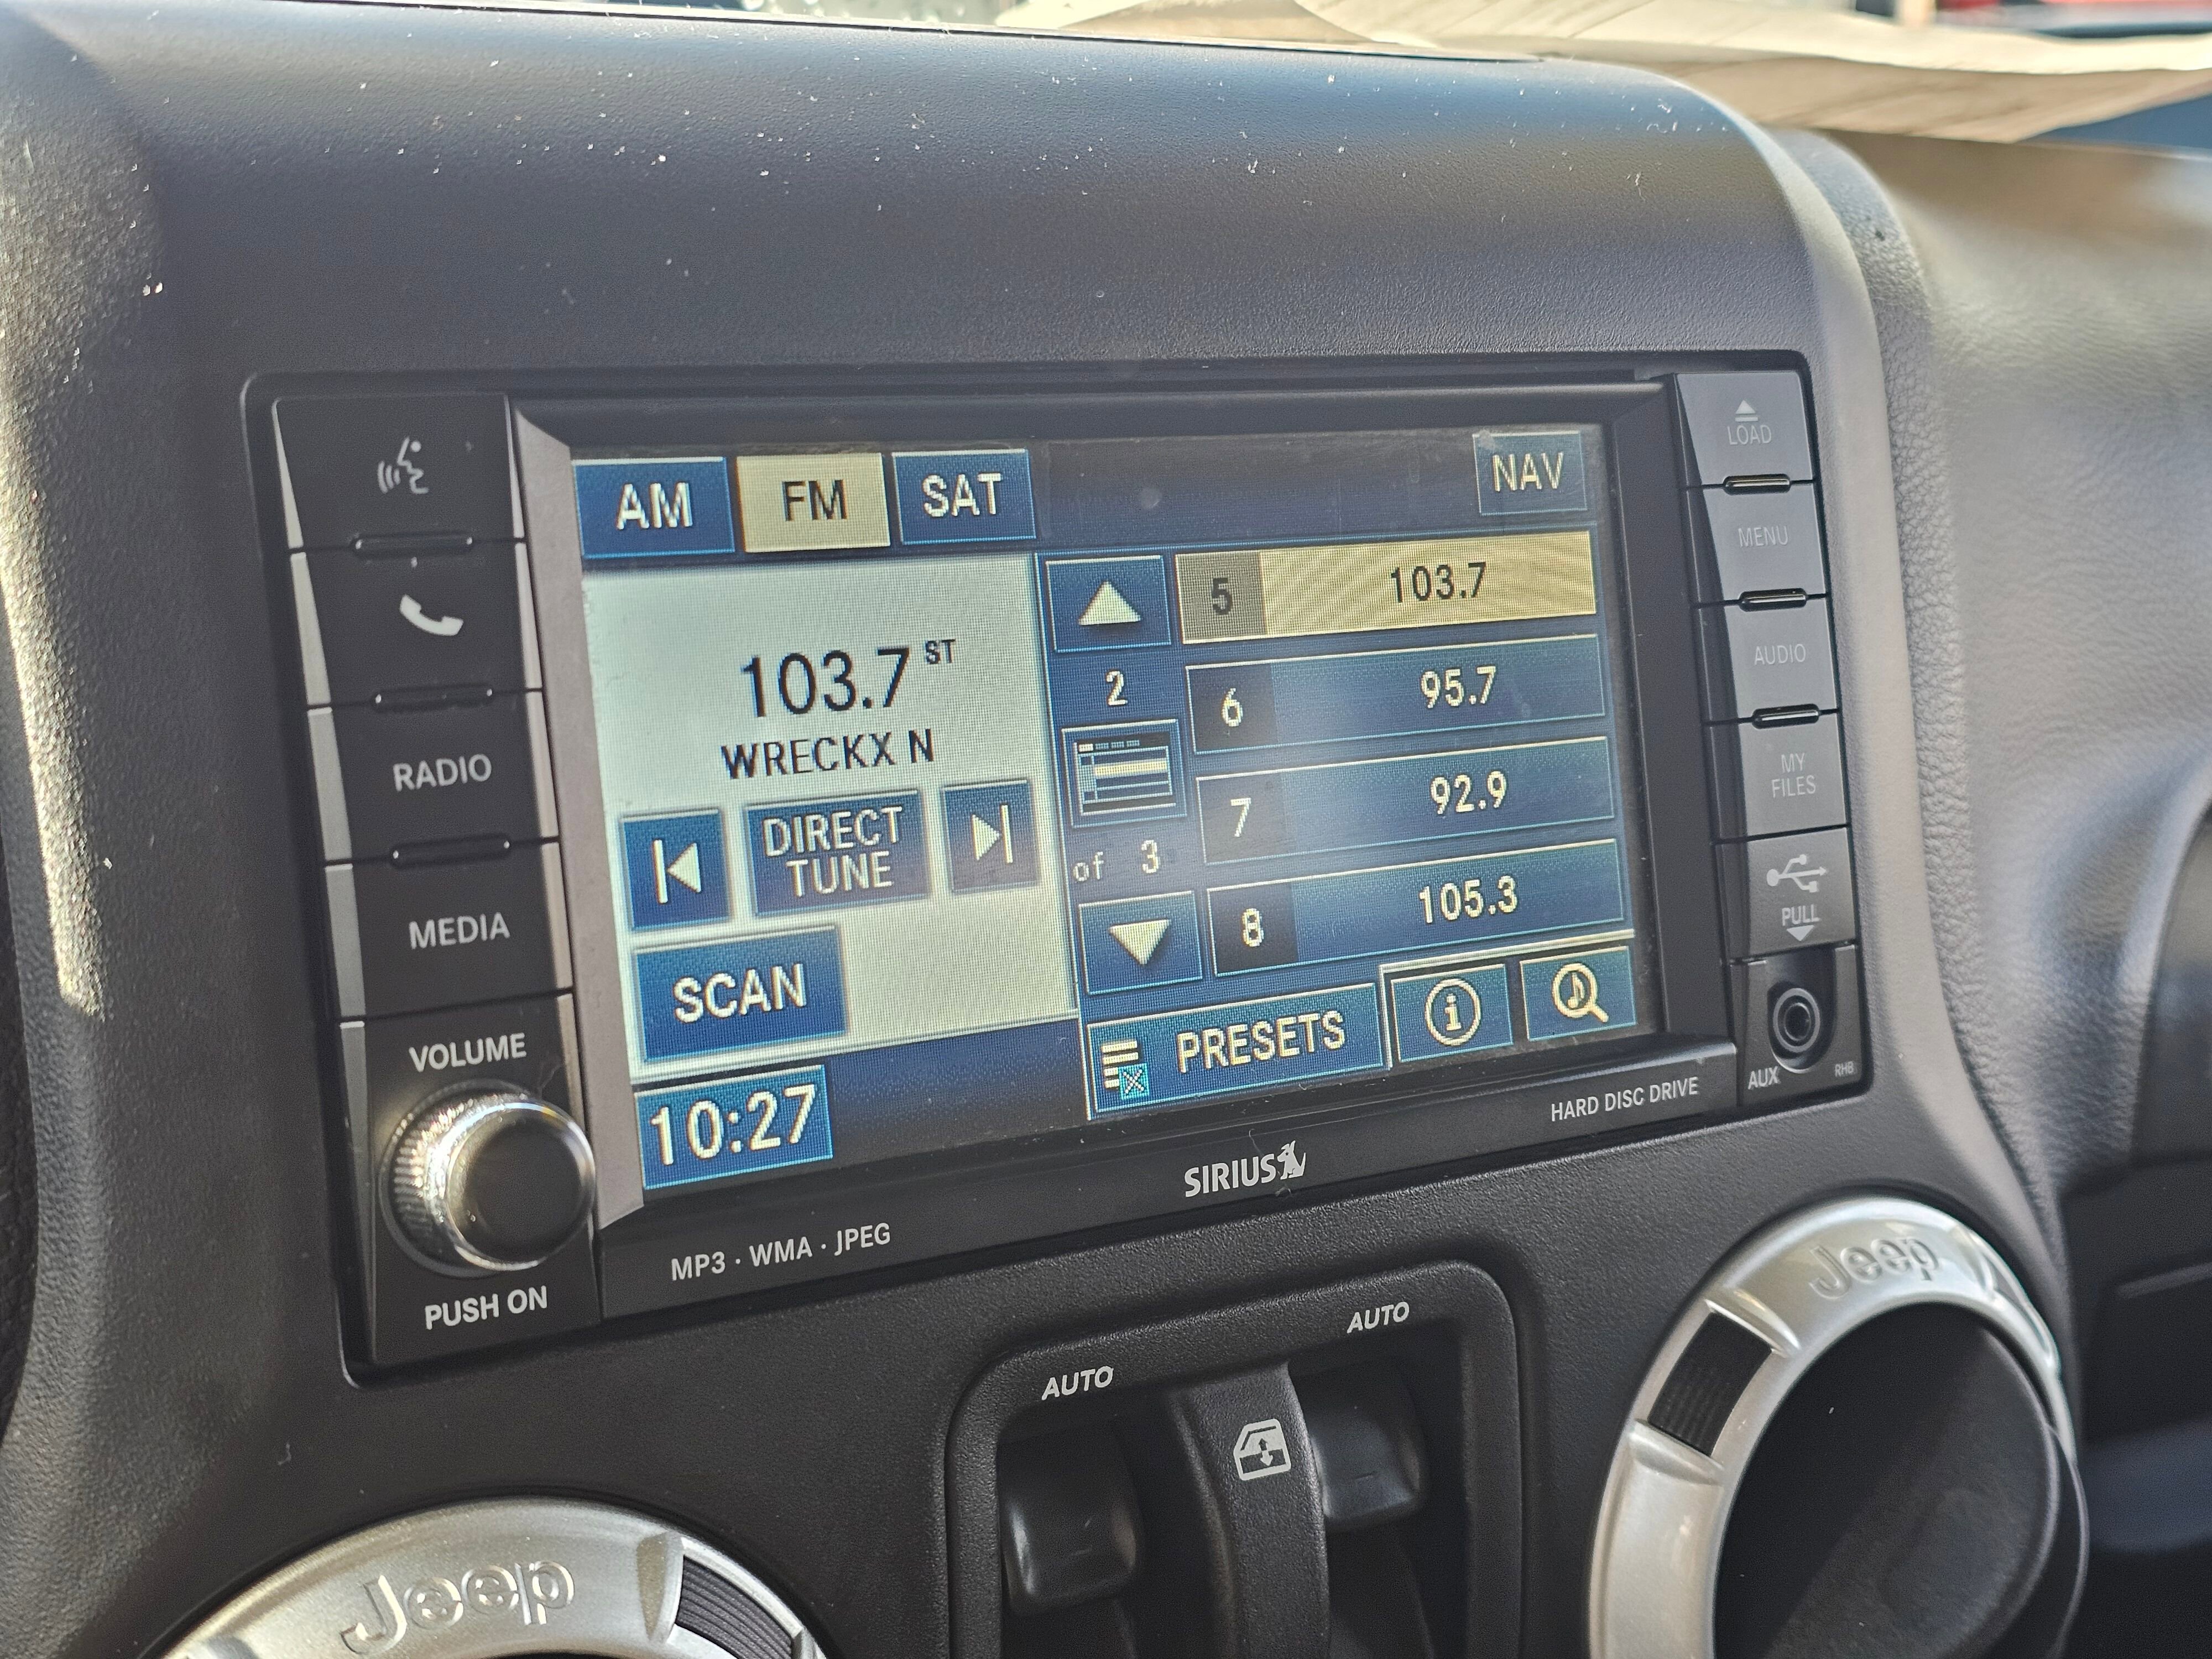 AM
FM
SAT
NAV
103.7 ST
WRECKX N
DIRECT
TUNE
SCAN
10:27
2
of 3
5 103.7
6 95.7
7 92.9
8 105.3
PRESETS
i
RADIO
MEDIA
VOLUME
PUSH ON
LOAD
MENU
AUDIO
MY
FILES
PULL
AUX
RHB
HARD DISC DRIVE
SIRIUS
MP3 · WMA · JPEG
AUTO
AUTO
Jeep
Jeep